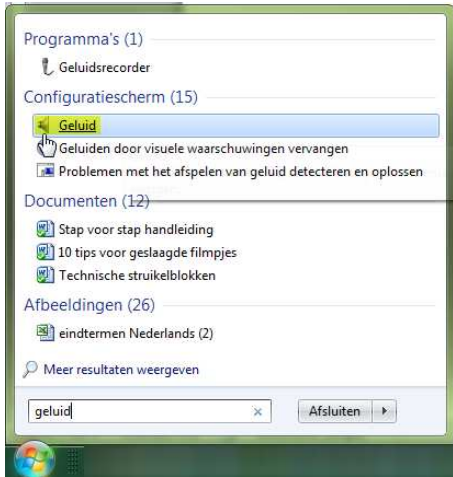 Programma's (1)
Geluidsrecorder
Configuratiescherm (15)
Geluid
Geluiden door visuele waarschuwingen vervangen
Problemen met het afspelen van geluid detecteren en oplossen
Documenten (12)
Stap voor stap handleiding
10 tips voor geslaagde filmpjes
Technische struikelblokken
Afbeeldingen (26)
eindtermen Nederlands (2)
Meer resultaten weergeven
geluid Afsluiten